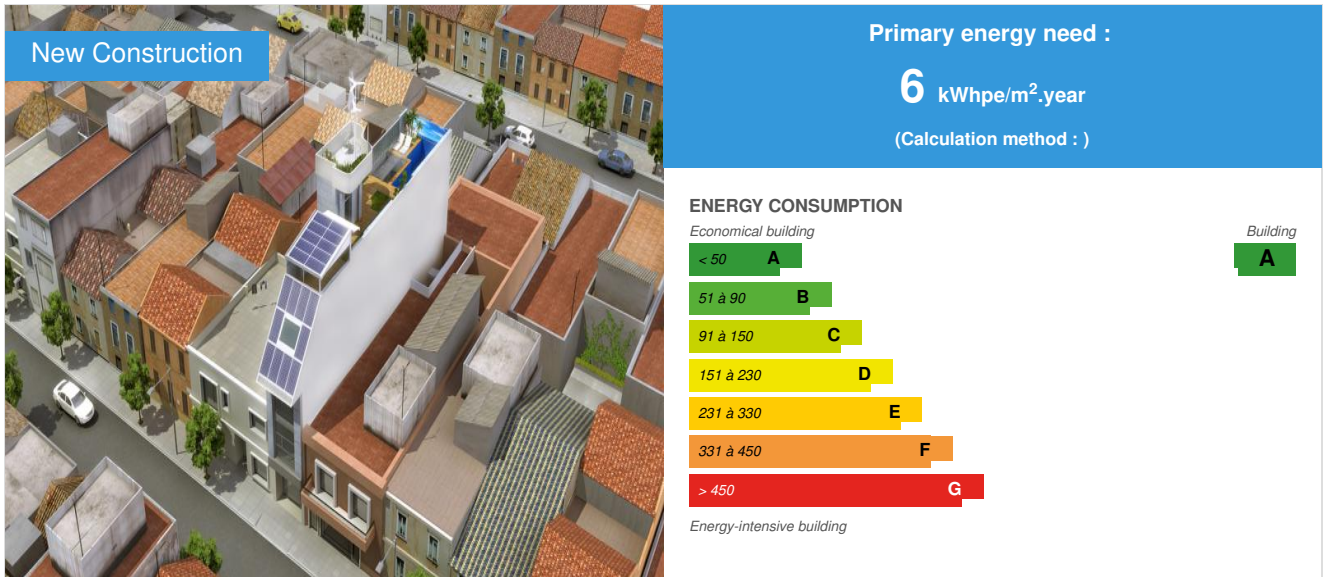 New Construction
Primary energy need :
6 kWhpe/m².year
(Calculation method : )
ENERGY CONSUMPTION
Economical building
Building
< 50 A
A
51 à 90 B
91 à 150 C
151 à 230 D
231 à 330 E
331 à 450 F
> 450 G
Energy-intensive building